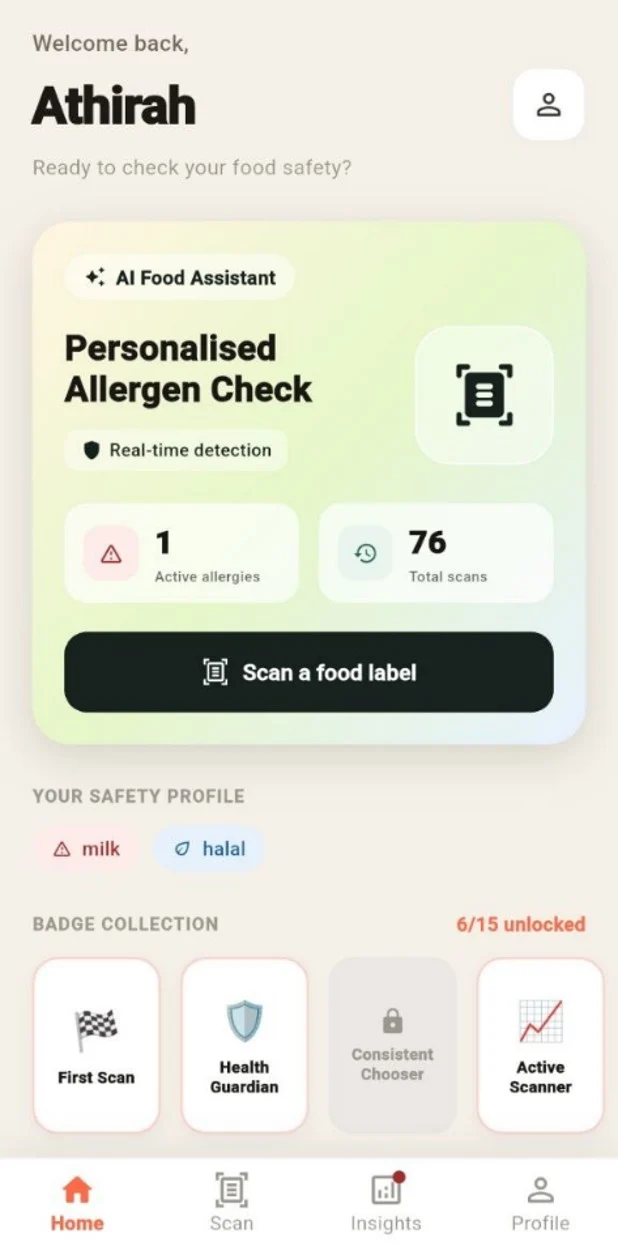 Welcome back,
Athirah
Ready to check your food safety?
AI Food Assistant
Personalised
Allergen Check
Real-time detection
1
Active allergies
76
Total scans
Scan a food label
YOUR SAFETY PROFILE
milk
halal
BADGE COLLECTION
6/15 unlocked
First Scan
Health
Guardian
Consistent
Chooser
Active
Scanner
Home
Scan
Insights
Profile